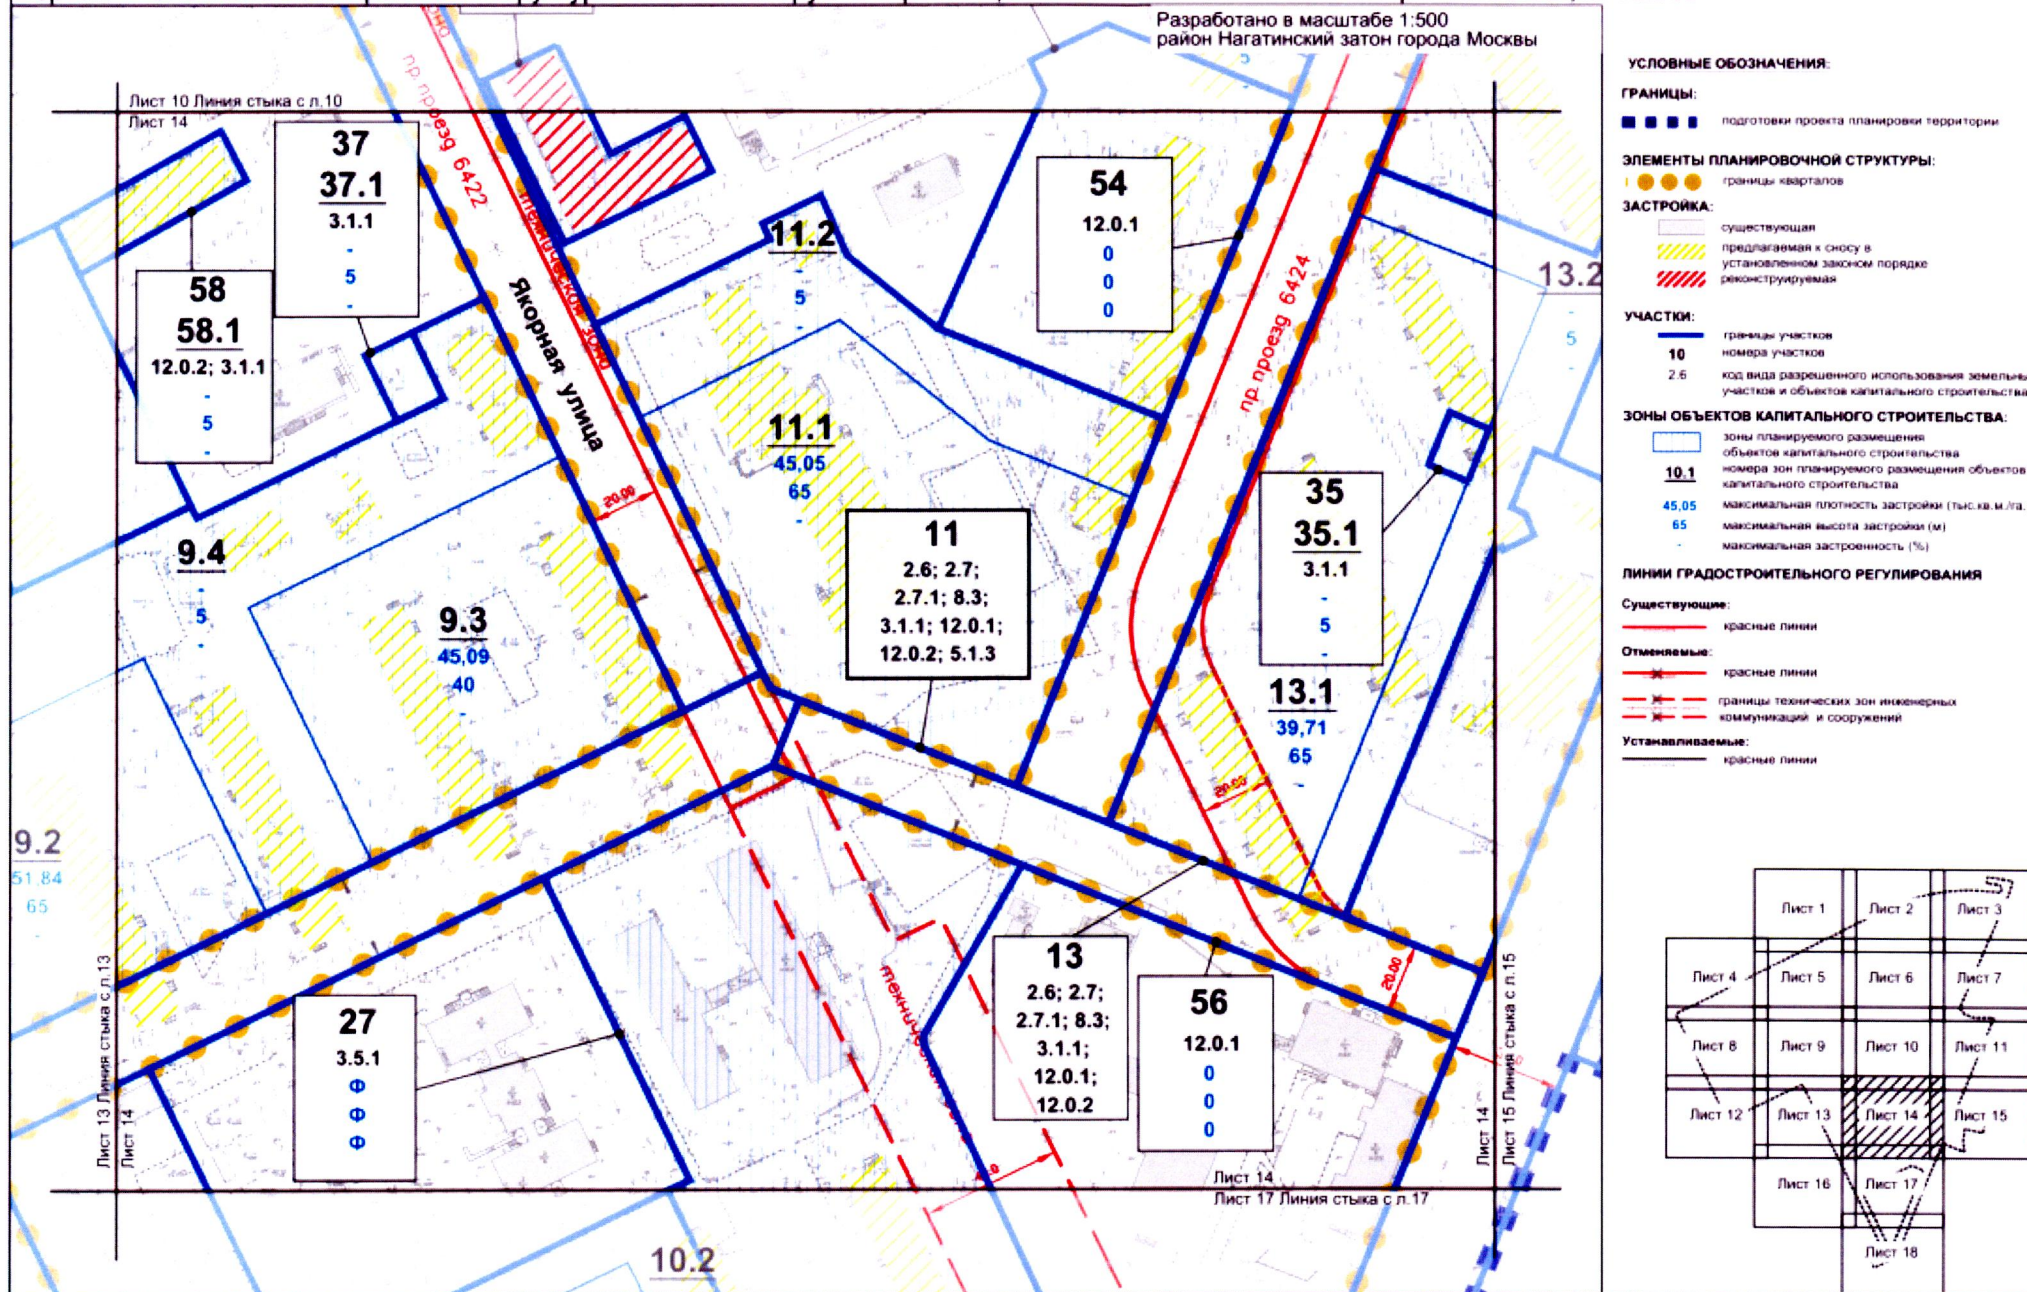 Разработано в масштабе 1:500
район Нагатинский затон города Москвы
Лист 10 Линия стыка с л.10
Лист 14
пр.проезд 6422
37
37.1
3.1.1
-
5
-
58
58.1
12.0.2; 3.1.1
-
5
-
Якорная улица
техническая зона
11.2
-
5
-
54
12.0.1
0
0
0
пр.проезд 6424
13.2
-
5
-
11.1
45,05
65
-
20.00
11
2.6; 2.7;
2.7.1; 8.3;
3.1.1; 12.0.1;
12.0.2; 5.1.3
35
35.1
3.1.1
-
5
-
9.4
-
5
-
9.3
45,09
40
-
13.1
39,71
65
-
20.00
9.2
51,84
65
-
13
2.6; 2.7;
2.7.1; 8.3;
3.1.1;
12.0.1;
12.0.2
56
12.0.1
0
0
0
20.00
27
3.5.1
Ф
Ф
Ф
Лист 13 Линия стыка с л.13
Лист 14
Лист 14
Лист 15 Линия стыка с л.15
Лист 14
Лист 17 Линия стыка с л.17
10.2
УСЛОВНЫЕ ОБОЗНАЧЕНИЯ:
ГРАНИЦЫ:
подготовки проекта планировки территории
ЭЛЕМЕНТЫ ПЛАНИРОВОЧНОЙ СТРУКТУРЫ:
границы кварталов
ЗАСТРОЙКА:
существующая
предлагаемая к сносу в
установленном законом порядке
реконструируемая
УЧАСТКИ:
границы участков
10 номера участков
2.6 код вида разрешенного использования земельны
участков и объектов капитального строительства
ЗОНЫ ОБЪЕКТОВ КАПИТАЛЬНОГО СТРОИТЕЛЬСТВА:
зоны планируемого размещения
объектов капитального строительства
10.1 номера зон планируемого размещения объектов
капитального строительства
45,05 максимальная плотность застройки (тыс.кв.м./га.
65 максимальная высота застройки (м)
- максимальная застроенность (%)
ЛИНИИ ГРАДОСТРОИТЕЛЬНОГО РЕГУЛИРОВАНИЯ
Существующие:
красные линии
Отменяемые:
красные линии
границы технических зон инженерных
коммуникаций и сооружений
Устанавливаемые:
красные линии
Лист 1 Лист 2 Лист 3
Лист 4 Лист 5 Лист 6 Лист 7
Лист 8 Лист 9 Лист 10 Лист 11
Лист 12 Лист 13 Лист 14 Лист 15
Лист 16 Лист 17
Лист 18